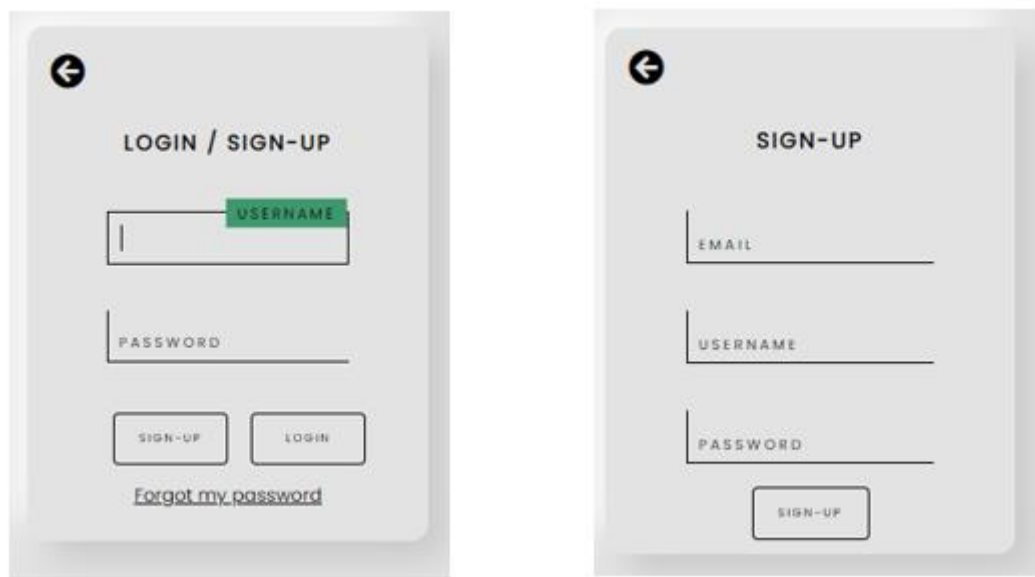 LOGIN / SIGN-UP
USERNAME
PASSWORD
SIGN-UP LOGIN
Forgot my password
SIGN-UP
EMAIL
USERNAME
PASSWORD
SIGN-UP